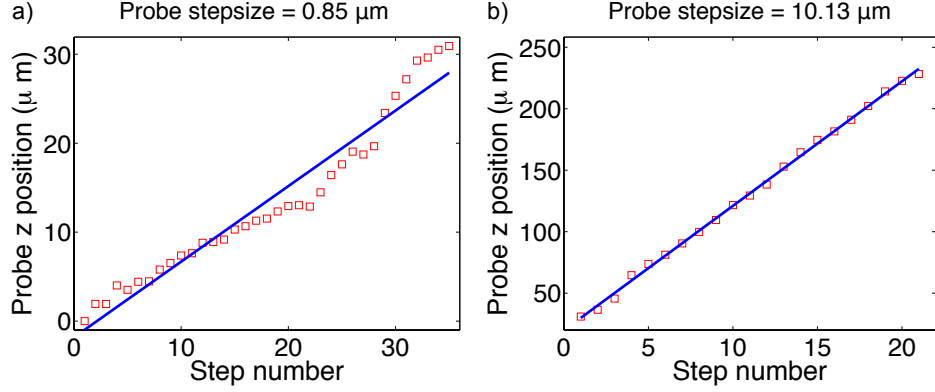 a)
Probe stepsize = 0.85 μm
Probe z position (μ m)
30
20
10
0
0
10
20
30
Step number
b)
Probe stepsize = 10.13 μm
Probe z position (μ m)
250
200
150
100
50
0
5
10
15
20
Step number